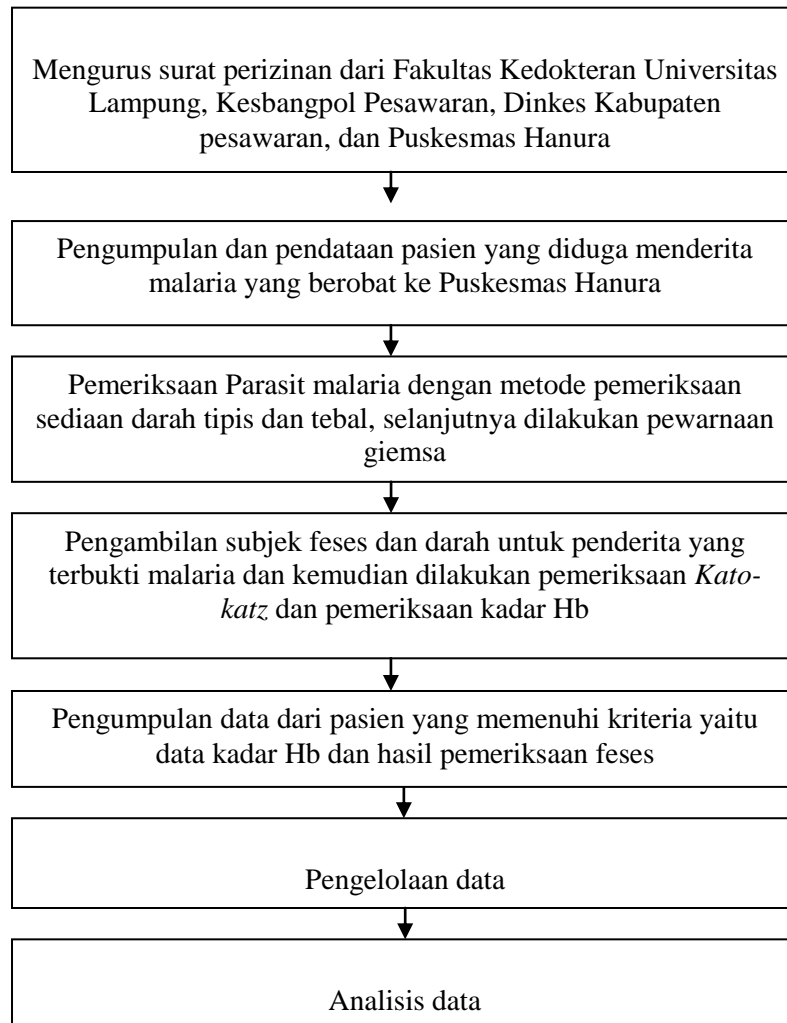 Mengurus surat perizinan dari Fakultas Kedokteran Universitas
Lampung, Kesbangpol Pesawaran, Dinkes Kabupaten
pesawaran, dan Puskesmas Hanura
Pengumpulan dan pendataan pasien yang diduga menderita
malaria yang berobat ke Puskesmas Hanura
Pemeriksaan Parasit malaria dengan metode pemeriksaan
sediaan darah tipis dan tebal, selanjutnya dilakukan pewarnaan
giemsa
Pengambilan subjek feses dan darah untuk penderita yang
terbukti malaria dan kemudian dilakukan pemeriksaan Kato-
katz dan pemeriksaan kadar Hb
Pengumpulan data dari pasien yang memenuhi kriteria yaitu
data kadar Hb dan hasil pemeriksaan feses
Pengelolaan data
Analisis data